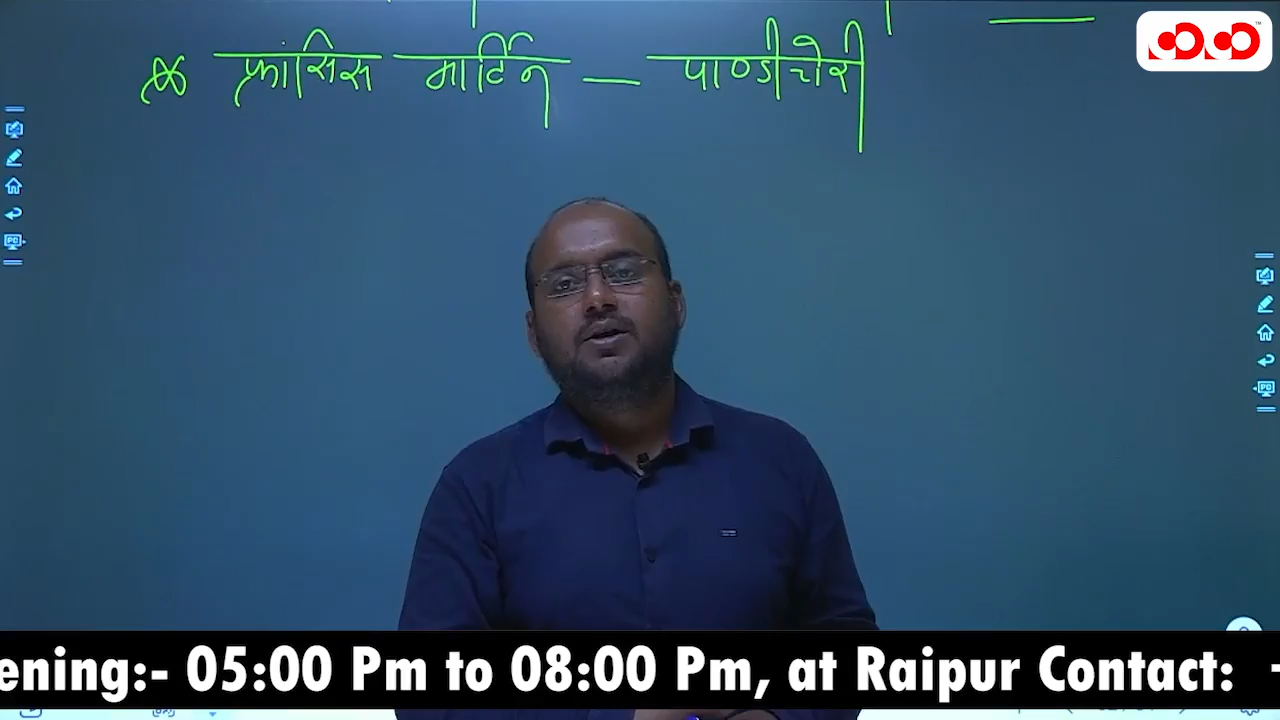 * फ्रांसिस मार्टिन — पाण्डीचेरी
ening:- 05:00 Pm to 08:00 Pm, at Raipur Contact: